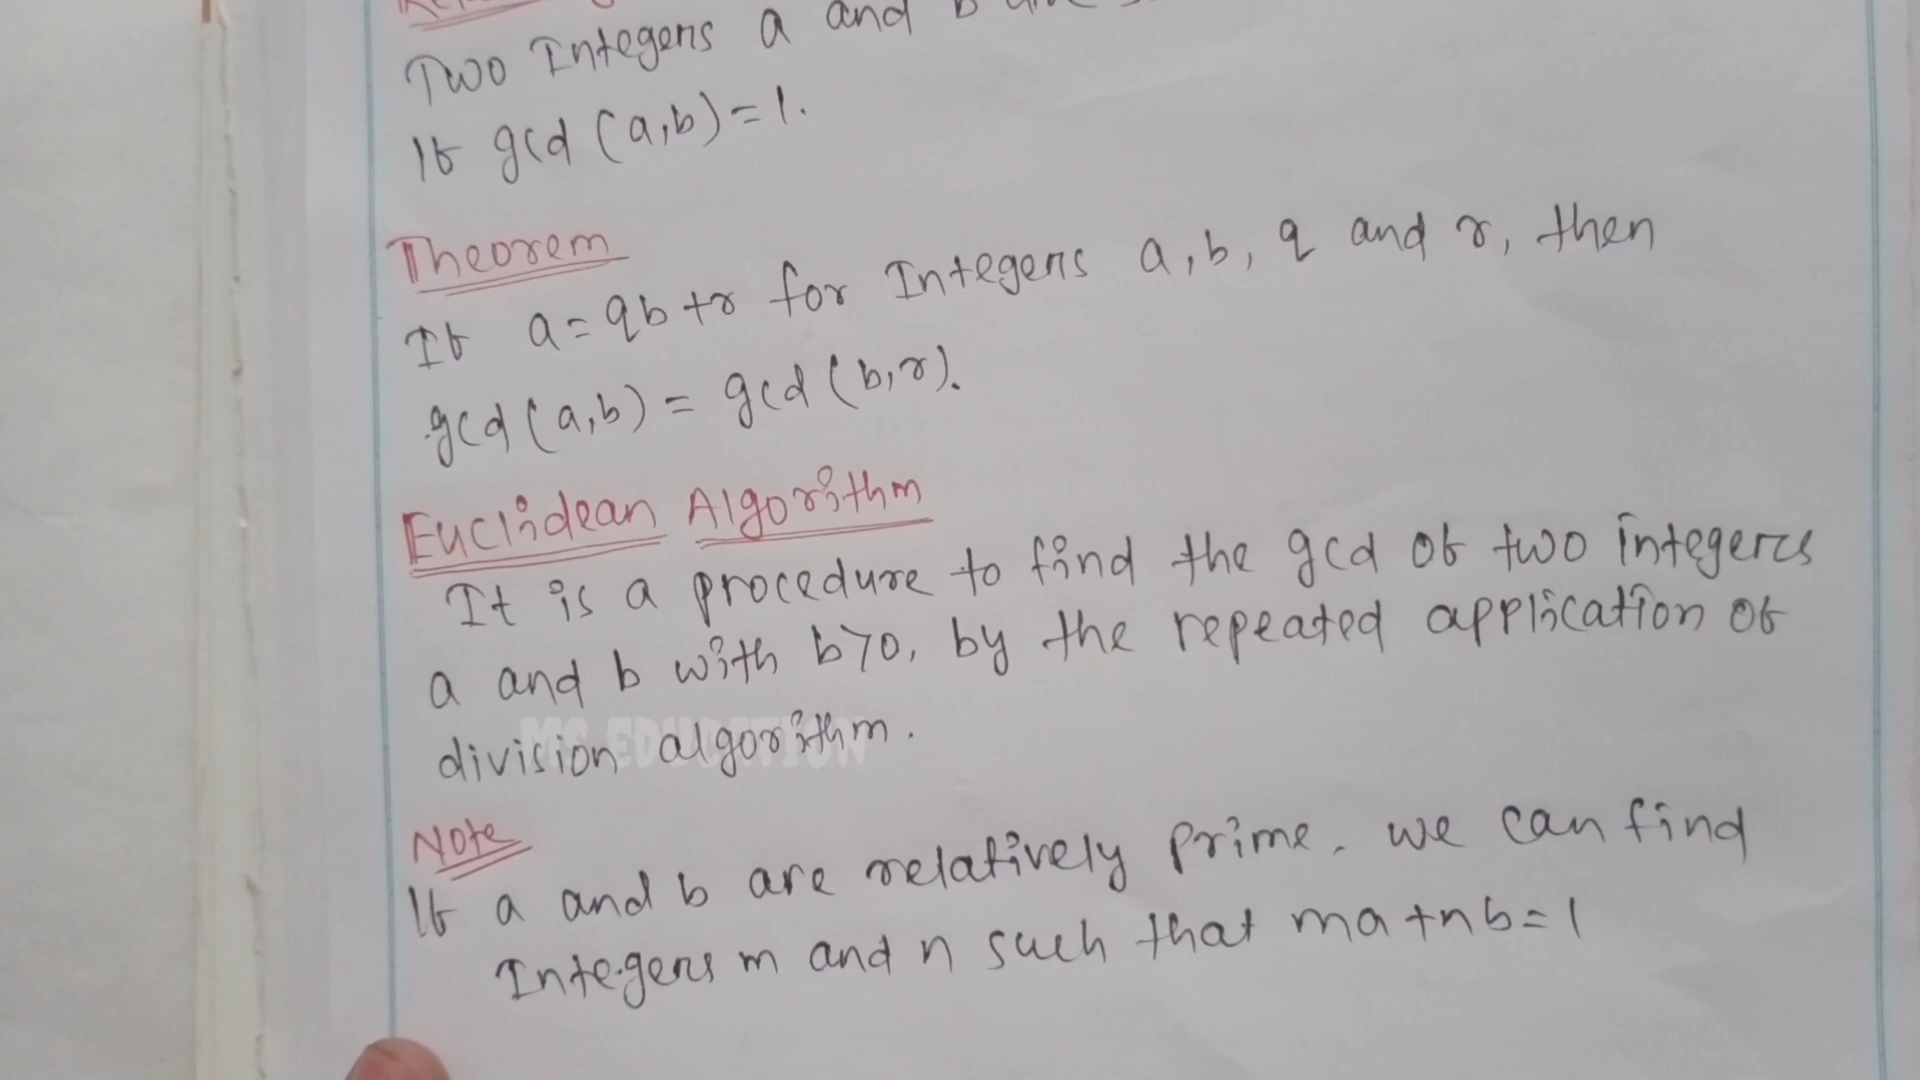 Two Integers a and b
If gcd (a,b)=1.
Theorem
If a=qb+r for Integers a,b, q and r, then
gcd(a,b) = gcd (b,r).
Euclidean Algorithm
It is a procedure to find the gcd of two integers
a and b with b>0, by the repeated application of
division algorithm.
MS EDUCATION
Note
If a and b are relatively prime. we can find
Integers m and n such that ma+nb=1